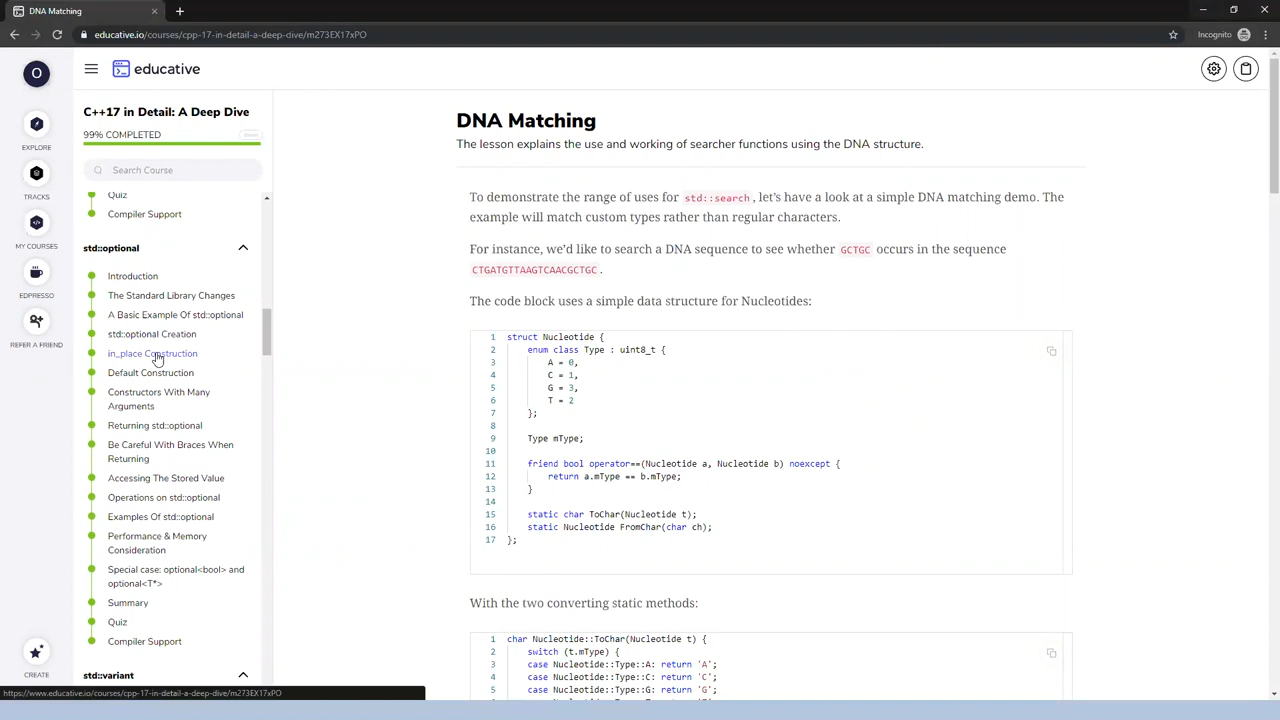 DNA Matching
educative.io/courses/cpp-17-in-detail-a-deep-dive/m273EX17xPO
Incognito
O
EXPLORE
TRACKS
MY COURSES
EDPRESSO
REFER A FRIEND
CREATE
educative
C++17 in Detail: A Deep Dive
99% COMPLETED
Search Course
Quiz
Compiler Support
std::optional
Introduction
The Standard Library Changes
A Basic Example Of std::optional
std::optional Creation
in_place Construction
Default Construction
Constructors With Many
Arguments
Returning std::optional
Be Careful With Braces When
Returning
Accessing The Stored Value
Operations on std::optional
Examples Of std::optional
Performance & Memory
Consideration
Special case: optional<bool> and
optional<T*>
Summary
Quiz
Compiler Support
std::variant
https://www.educative.io/courses/cpp-17-in-detail-a-deep-dive/m273EX17xPO
DNA Matching
The lesson explains the use and working of searcher functions using the DNA structure.
To demonstrate the range of uses for std::search, let's have a look at a simple DNA matching demo. The
example will match custom types rather than regular characters.
For instance, we'd like to search a DNA sequence to see whether GCTGC occurs in the sequence
CTGATGTTAAGTCAACGCTGC.
The code block uses a simple data structure for Nucleotides:
1 struct Nucleotide {
2 enum class Type : uint8_t {
3 A = 0,
4 C = 1,
5 G = 3,
6 T = 2
7 };
8
9 Type mType;
10
11 friend bool operator==(Nucleotide a, Nucleotide b) noexcept {
12 return a.mType == b.mType;
13 }
14
15 static char ToChar(Nucleotide t);
16 static Nucleotide FromChar(char ch);
17 };
With the two converting static methods:
1 char Nucleotide::ToChar(Nucleotide t) {
2 switch (t.mType) {
3 case Nucleotide::Type::A: return 'A';
4 case Nucleotide::Type::C: return 'C';
5 case Nucleotide::Type::G: return 'G';